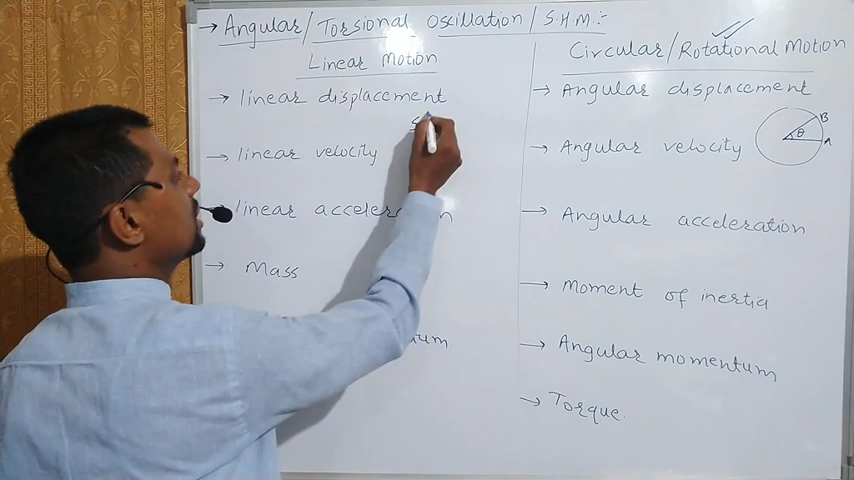 → Angular/Torsional Oscillation/S.H.M.:-
Linear Motion
→ linear displacement
S
→ linear velocity
linear
→ Mass
Circular/Rotational Motion
→ Angular displacement
→ Angular velocity
B
θ
A
→ Angular acceleration
→ Moment of inertia
→ Angular momentum
→ Torque